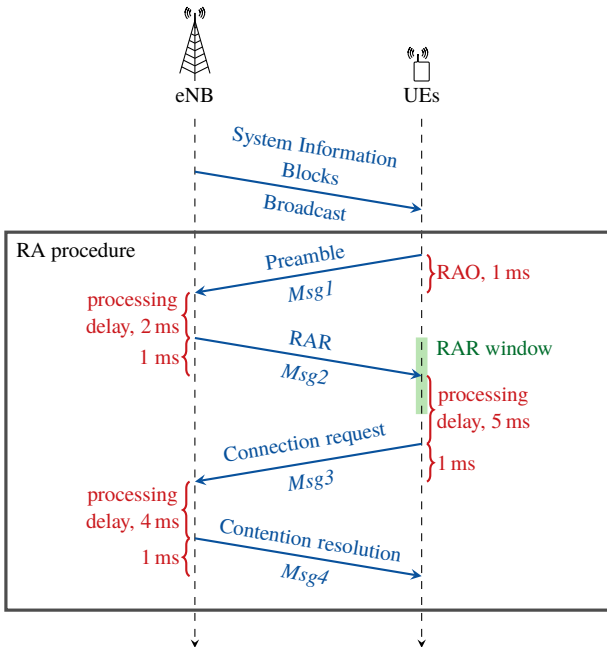 eNB
UEs
System Information
Blocks
Broadcast
RA procedure
Preamble
Msg1
RAO, 1 ms
processing
delay, 2 ms
1 ms
RAR
Msg2
RAR window
processing
delay, 5 ms
Connection request
Msg3
1 ms
processing
delay, 4 ms
1 ms
Contention resolution
Msg4